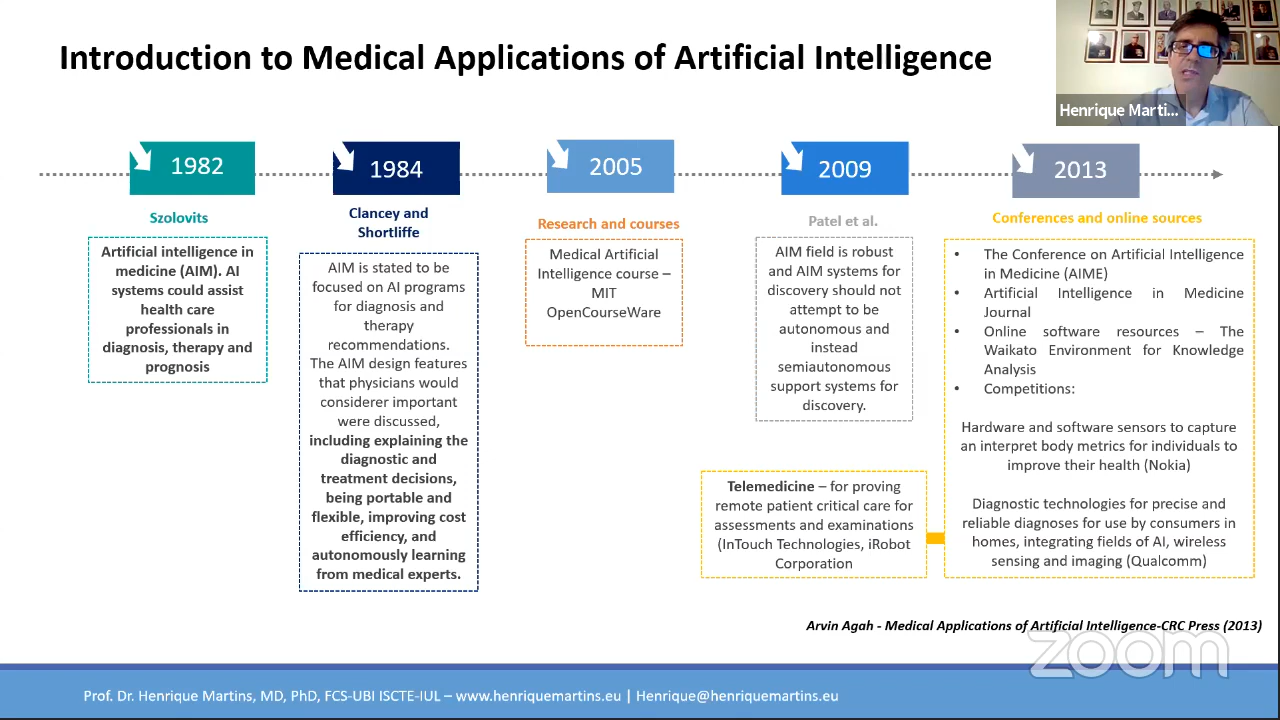 Introduction to Medical Applications of Artificial Intelligence
Henrique Marti...
1982
Szolovits
Artificial intelligence in
medicine (AIM). AI
systems could assist
health care
professionals in
diagnosis, therapy and
prognosis
1984
Clancey and
Shortliffe
AIM is stated to be
focused on AI programs
for diagnosis and
therapy
recommendations.
The AIM design features
that physicians would
considerer important
were discussed,
including explaining the
diagnostic and
treatment decisions,
being portable and
flexible, improving cost
efficiency, and
autonomously learning
from medical experts.
2005
Research and courses
Medical Artificial
Intelligence course –
MIT
OpenCourseWare
2009
Patel et al.
AIM field is robust
and AIM systems for
discovery should not
attempt to be
autonomous and
instead
semiautonomous
support systems for
discovery.
Telemedicine – for proving
remote patient critical care for
assessments and examinations
(InTouch Technologies, iRobot
Corporation
2013
Conferences and online sources
• The Conference on Artificial Intelligence
in Medicine (AIME)
• Artificial Intelligence in Medicine
Journal
• Online software resources – The
Waikato Environment for Knowledge
Analysis
• Competitions:
Hardware and software sensors to capture
an interpret body metrics for individuals to
improve their health (Nokia)
Diagnostic technologies for precise and
reliable diagnoses for use by consumers in
homes, integrating fields of AI, wireless
sensing and imaging (Qualcomm)
Arvin Agah - Medical Applications of Artificial Intelligence-CRC Press (2013)
zoom
Prof. Dr. Henrique Martins, MD, PhD, FCS-UBI ISCTE-IUL – www.henriquemartins.eu | Henrique@henriquemartins.eu